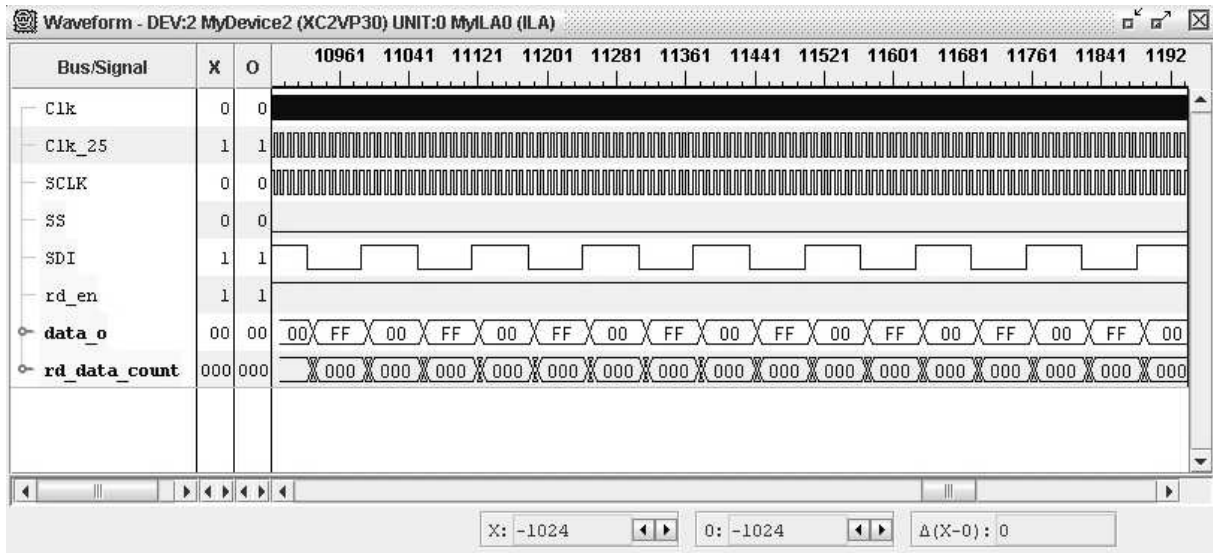 Waveform - DEV:2 MyDevice2 (XC2VP30) UNIT:0 MyILA0 (ILA)
Bus/Signal X O 10961 11041 11121 11201 11281 11361 11441 11521 11601 11681 11761 11841 1192
Clk 0 0
Clk_25 1 1
SCLK 0 0
SS 0 0
SDI 1 1
rd_en 1 1
data_o 00 00 00 FF 00 FF 00 FF 00 FF 00 FF 00 FF 00 FF 00
rd_data_count 000 000 000 000 000 000 000 000 000 000 000 000 000 000 000 000 000 000
X: -1024 O: -1024 Δ(X-O): 0